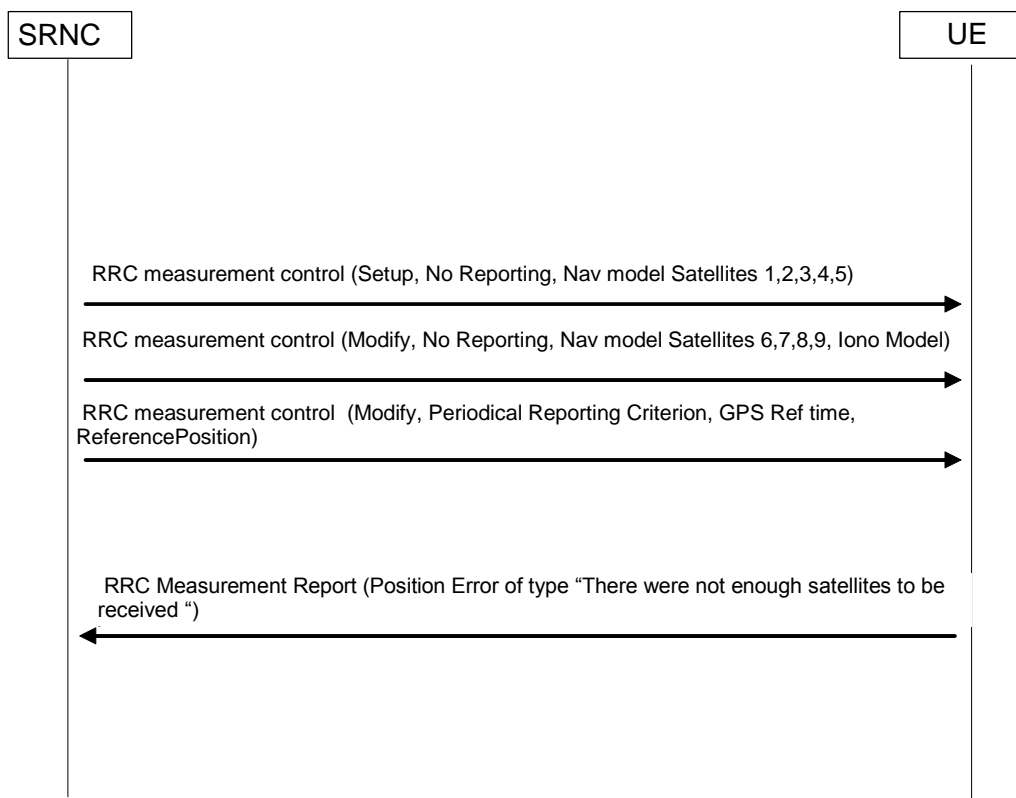 SRNC
UE
RRC measurement control (Setup, No Reporting, Nav model Satellites 1,2,3,4,5)
RRC measurement control (Modify, No Reporting, Nav model Satellites 6,7,8,9, Iono Model)
RRC measurement control (Modify, Periodical Reporting Criterion, GPS Ref time,
ReferencePosition)
RRC Measurement Report (Position Error of type “There were not enough satellites to be
received “)